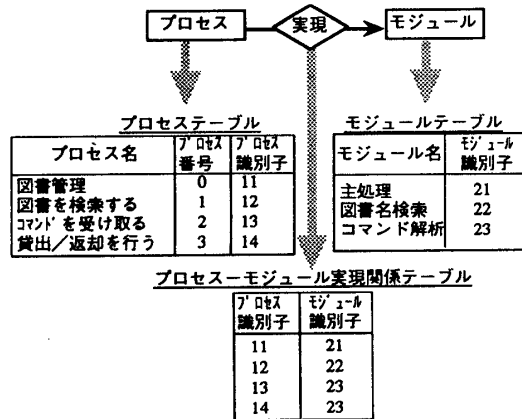 プロセス 実現 モジュール
プロセステーブル
プロセス名 プロセス番号 プロセス識別子
図書管理 0 11
図書を検索する 1 12
コマンドを受け取る 2 13
貸出/返却を行う 3 14
モジュールテーブル
モジュール名 モジュール識別子
主処理 21
図書名検索 22
コマンド解析 23
プロセスーモジュール実現関係テーブル
プロセス識別子 モジュール識別子
11 21
12 22
13 23
14 23